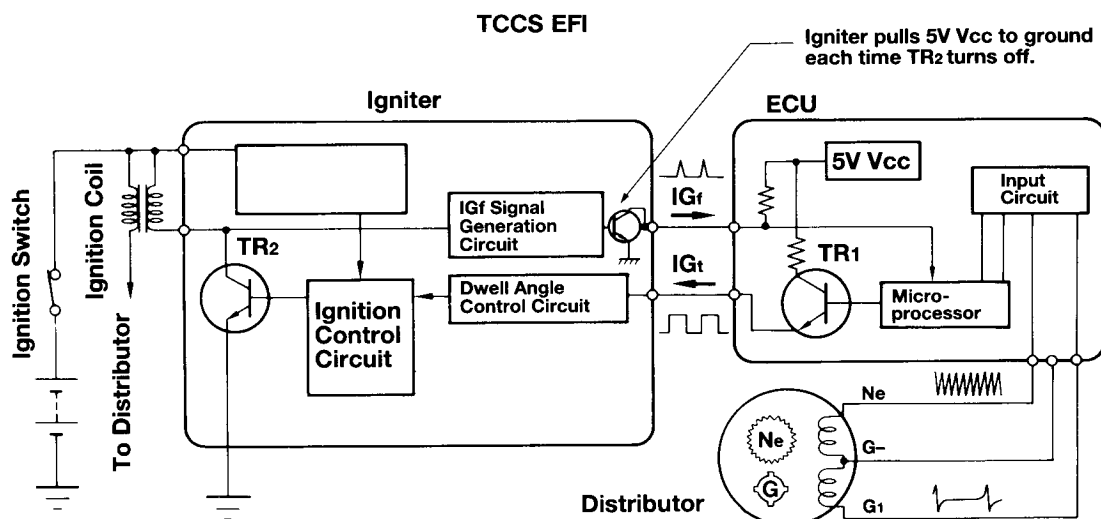 TCCS EFI
Igniter pulls 5V Vcc to ground
each time TR2 turns off.
Igniter
ECU
Ignition Switch
Ignition Coil
To Distributor
TR2
IGf Signal
Generation
Circuit
Dwell Angle
Control Circuit
Ignition
Control
Circuit
IGf
IGt
5V Vcc
TR1
Input
Circuit
Micro-
processor
Ne
G–
G1
Ne
G
Distributor